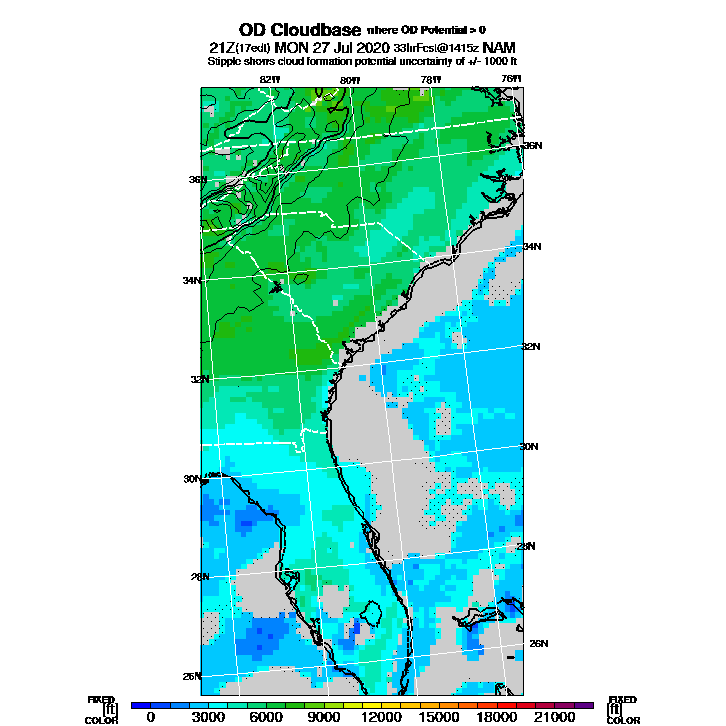 OD Cloudbase where OD Potential > 0
21Z(17edt) MON 27 Jul 2020 33hrFcst@1415z NAM
Stipple shows cloud formation potential uncertainty of +/- 1000 ft
82W 80W 78W 76W
36N 36N
34N 34N
32N 32N
30N 30N
28N 28N
26N 26N
FIXED FIXED
[ft] [ft]
COLOR COLOR
0 3000 6000 9000 12000 15000 18000 21000